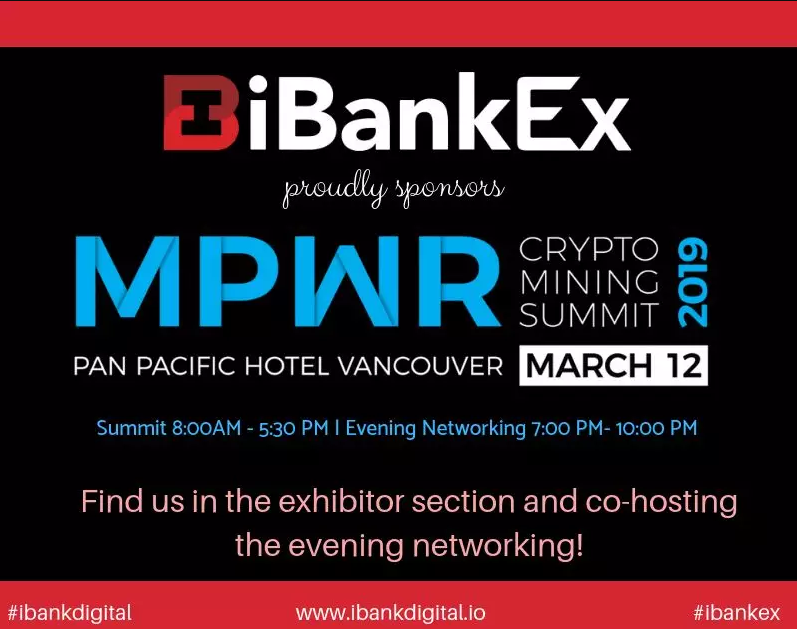 iBankEx
proudly sponsors
MPWR
CRYPTO
MINING
SUMMIT
2019
PAN PACIFIC HOTEL VANCOUVER MARCH 12
Summit 8:00AM - 5:30 PM | Evening Networking 7:00 PM- 10:00 PM
Find us in the exhibitor section and co-hosting
the evening networking!
#ibankdigital www.ibankdigital.io #ibankex